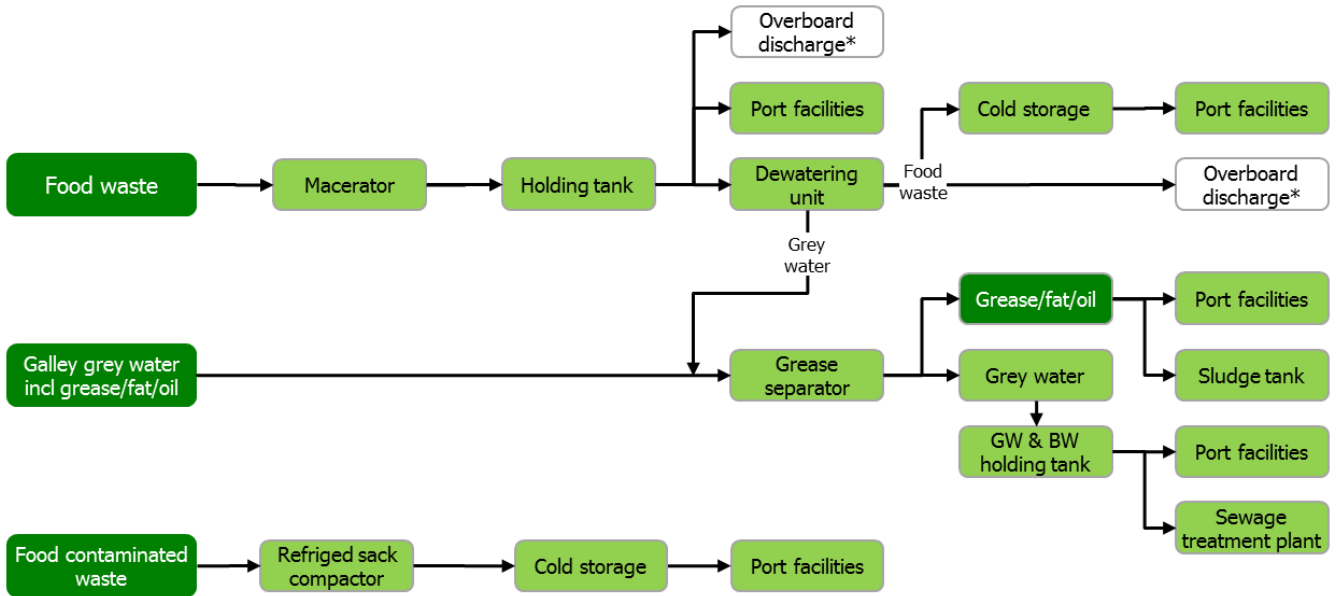 Overboard
discharge*
Port facilities
Cold storage
Port facilities
Food waste
Macerator
Holding tank
Dewatering
unit
Food
waste
Overboard
discharge*
Grey
water
Grease/fat/oil
Port facilities
Galley grey water
incl grease/fat/oil
Grease
separator
Grey water
Sludge tank
GW & BW
holding tank
Port facilities
Sewage
treatment plant
Food contaminated
waste
Refriged sack
compactor
Cold storage
Port facilities